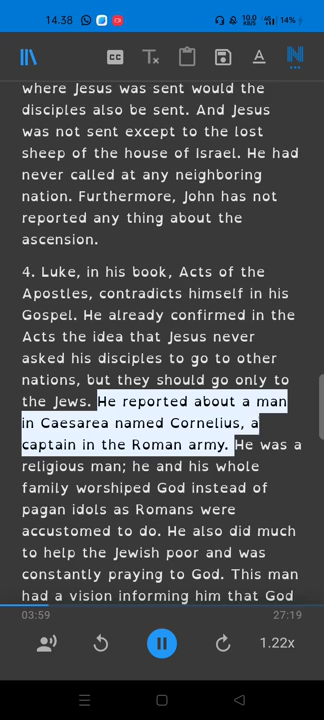 14.38
10.0
KB/S
4G
14%
CC
where Jesus was sent would the
disciples also be sent. And Jesus
was not sent except to the lost
sheep of the house of Israel. He had
never called at any neighboring
nation. Furthermore, John has not
reported any thing about the
ascension.
4. Luke, in his book, Acts of the
Apostles, contradicts himself in his
Gospel. He already confirmed in the
Acts the idea that Jesus never
asked his disciples to go to other
nations, but they should go only to
the Jews. He reported about a man
in Caesarea named Cornelius, a
captain in the Roman army. He was a
religious man; he and his whole
family worshiped God instead of
pagan idols as Romans were
accustomed to do. He also did much
to help the Jewish poor and was
constantly praying to God. This man
had a vision informing him that God
03:59
27:19
1.22x